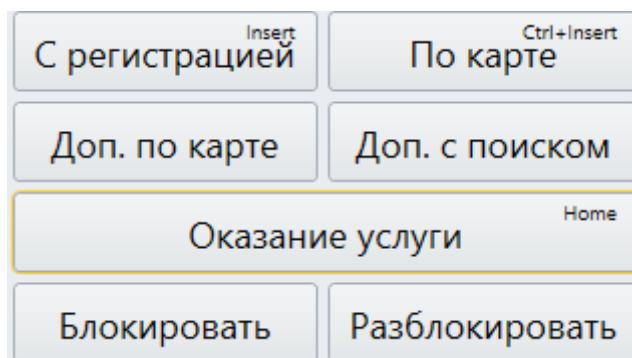 Insert
С регистрацией
Ctrl+Insert
По карте
Доп. по карте
Доп. с поиском
Home
Оказание услуги
Блокировать
Разблокировать